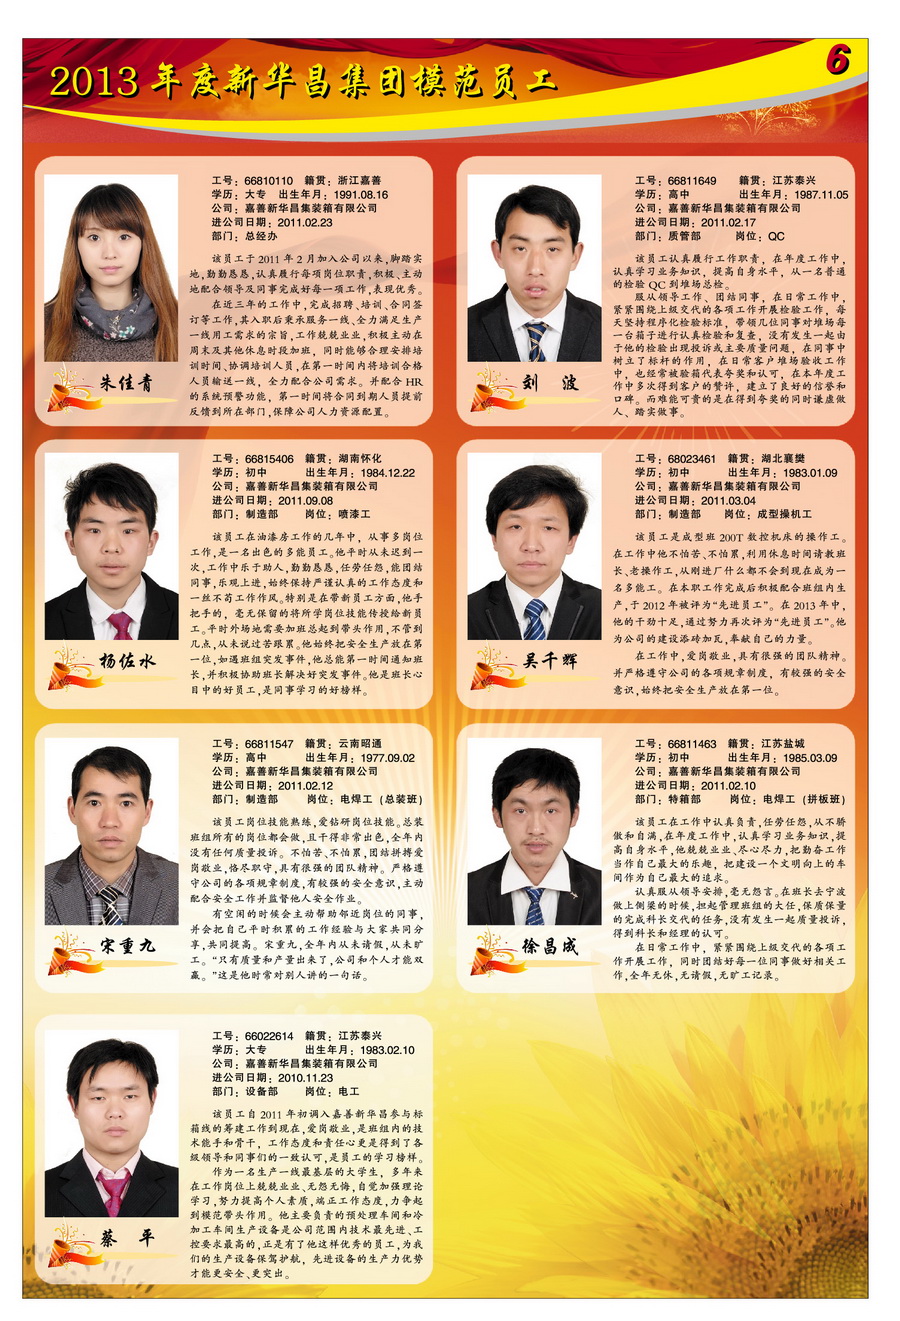 2013年度新华昌集团模范员工
6
工号：66810110 籍贯：浙江嘉善
学历：大专 出生年月：1991.08.16
公司：嘉善新华昌集装箱有限公司
进公司日期：2011.02.23
部门：总经办
该员工于2011年2月加入公司以来,脚踏实
地,勤勤恳恳,认真履行每项岗位职责,积极、主动
地配合领导及同事完成好每一项工作,表现优秀。
在近三年的工作中,完成招聘、培训、合同签
订等工作,其入职后秉承服务一线、全力满足生产
一线用工需求的宗旨,工作兢兢业业,积极主动在
周末及其他休息时段加班，同时能够合理安排培
训时间、协调培训人员,在第一时间内将培训合格
人员输送一线，全力配合公司需求。并配合HR
的系统预警功能，第一时间将合同到期人员提前
反馈到所在部门,保障公司人力资源配置。
朱佳青
工号：66811649 籍贯：江苏泰兴
学历：高中 出生年月：1987.11.05
公司：嘉善新华昌集装箱有限公司
进公司日期：2011.02.17
部门：质管部 岗位：QC
该员工认真履行工作职责，在年度工作中，
认真学习业务知识，提高自身水平，从一名普通
的检验QC到堆场总检。
服从领导工作、团结同事，在日常工作中，
紧紧围绕上级交代的各项工作开展检验工作，每
天坚持程序化检验标准，带领几位同事对堆场每
一台箱子进行认真检验和复查，没有发生一起由
于他的检验出现投诉或主要质量问题，在同事中
树立了标杆的作用，在日常客户堆场验收工作
中，也经常被验箱代表夸奖和认可，在本年度工
作中多次得到客户的赞许，建立了良好的信誉和
口碑。而难能可贵的是在得到夸奖的同时谦虚做
人、踏实做事。
刘 波
工号：66815406 籍贯：湖南怀化
学历：初中 出生年月：1984.12.22
公司：嘉善新华昌集装箱有限公司
进公司日期：2011.09.08
部门：制造部 岗位：喷漆工
该员工在油漆房工作的几年中，从事多岗位
工作,是一名出色的多能员工。他平时从未迟到一
次,工作中乐于助人,勤勤恳恳,任劳任怨,能团结
同事,乐观上进,始终保持严谨认真的工作态度和
一丝不苟工作作风。特别是在带新员工方面,他手
把手的，毫无保留的将所学岗位技能传授给新员
工。平时外场地需要加班总起到带头作用,不管到
几点,从未说过苦跟累。他始终把安全生产放在第
一位,如遇班组突发事件,他总能第一时间通知班
长,并积极协助班长解决好突发事件。他是班长心
目中的好员工,是同事学习的好榜样。
杨佐水
工号：68023461 籍贯：湖北襄樊
学历：初中 出生年月：1983.01.09
公司：嘉善新华昌集装箱有限公司
进公司日期：2011.03.04
部门：制造部 岗位：成型操机工
该员工是成型班200T数控机床的操作工。
在工作中他不怕苦、不怕累,利用休息时间请教班
长、老操作工,从刚进厂什么都不会到现在成为一
名多能工。在本职工作完成后积极配合班组内生
产,于2012年被评为“先进员工”。在2013年中，
他的干劲十足,通过努力再次评为“先进员工”。他
为公司的建设添砖加瓦,奉献自己的力量。
在工作中,爱岗敬业,具有很强的团队精神。
并严格遵守公司的各项规章制度，有较强的安全
意识,始终把安全生产放在第一位。
吴千辉
工号：66811547 籍贯：云南昭通
学历：高中 出生年月：1977.09.02
公司：嘉善新华昌集装箱有限公司
进公司日期：2011.02.12
部门：制造部 岗位：电焊工（总装班）
该员工岗位技能熟练,爱钻研岗位技能。总装
班组所有的岗位都会做,且干得非常出色,全年内
没有任何质量投诉。不怕苦、不怕累,团结拼搏爱
岗敬业,恪尽职守,具有很强的团队精神。严格遵
守公司的各项规章制度,有较强的安全意识,主动
配合安全工作并监督他人安全作业。
有空闲的时候会主动帮助邻近岗位的同事，
并会把自己平时积累的工作经验与大家共同分
享,共同提高。宋重九,全年内从未请假,从未旷
工。“只有质量和产量出来了,公司和个人才能双
赢。”这是他时常对别人讲的一句话。
宋重九
工号：66811463 籍贯：江苏盐城
学历：初中 出生年月：1985.03.09
公司：嘉善新华昌集装箱有限公司
进公司日期：2011.02.10
部门：特箱部 岗位：电焊工（拼板班）
该员工在工作中认真负责,任劳任怨,从不骄
傲和自满,在年度工作中,认真学习业务知识,提
高自身水平,他兢兢业业、尽心尽力,把勤奋工作
当作自己最大的乐趣，把建设一个文明向上的车
间作为自己最大的追求。
认真服从领导安排,毫无怨言。在班长去宁波
做上侧梁的时候,担起管理班组的大任,保质保量
的完成科长交代的任务,没有发生一起质量投诉，
得到科长和经理的认可。
在日常工作中，紧紧围绕上级交代的各项工
作开展工作，同时团结好每一位同事做好相关工
作,全年无休,无请假,无旷工记录。
徐昌成
工号：66022614 籍贯：江苏泰兴
学历：大专 出生年月：1983.02.10
公司：嘉善新华昌集装箱有限公司
进公司日期：2010.11.23
部门：设备部 岗位：电工
该员工自2011年初调入嘉善新华昌参与标
箱线的筹建工作到现在,爱岗敬业,是班组内的技
术能手和骨干，工作态度和责任心更是得到了各
级领导和同事们的一致认可,是员工的学习榜样。
作为一名生产一线最基层的大学生，多年来
在工作岗位上兢兢业业、无怨无悔,自觉加强理论
学习,努力提高个人素质,端正工作态度,力争起
到模范带头作用。他主要负责的预处理车间和冷
加工车间生产设备是公司范围内技术最先进、工
控要求最高的,正是有了他这样优秀的员工,为我
们的生产设备保驾护航，先进设备的生产力优势
才能更安全、更突出。
蔡 平